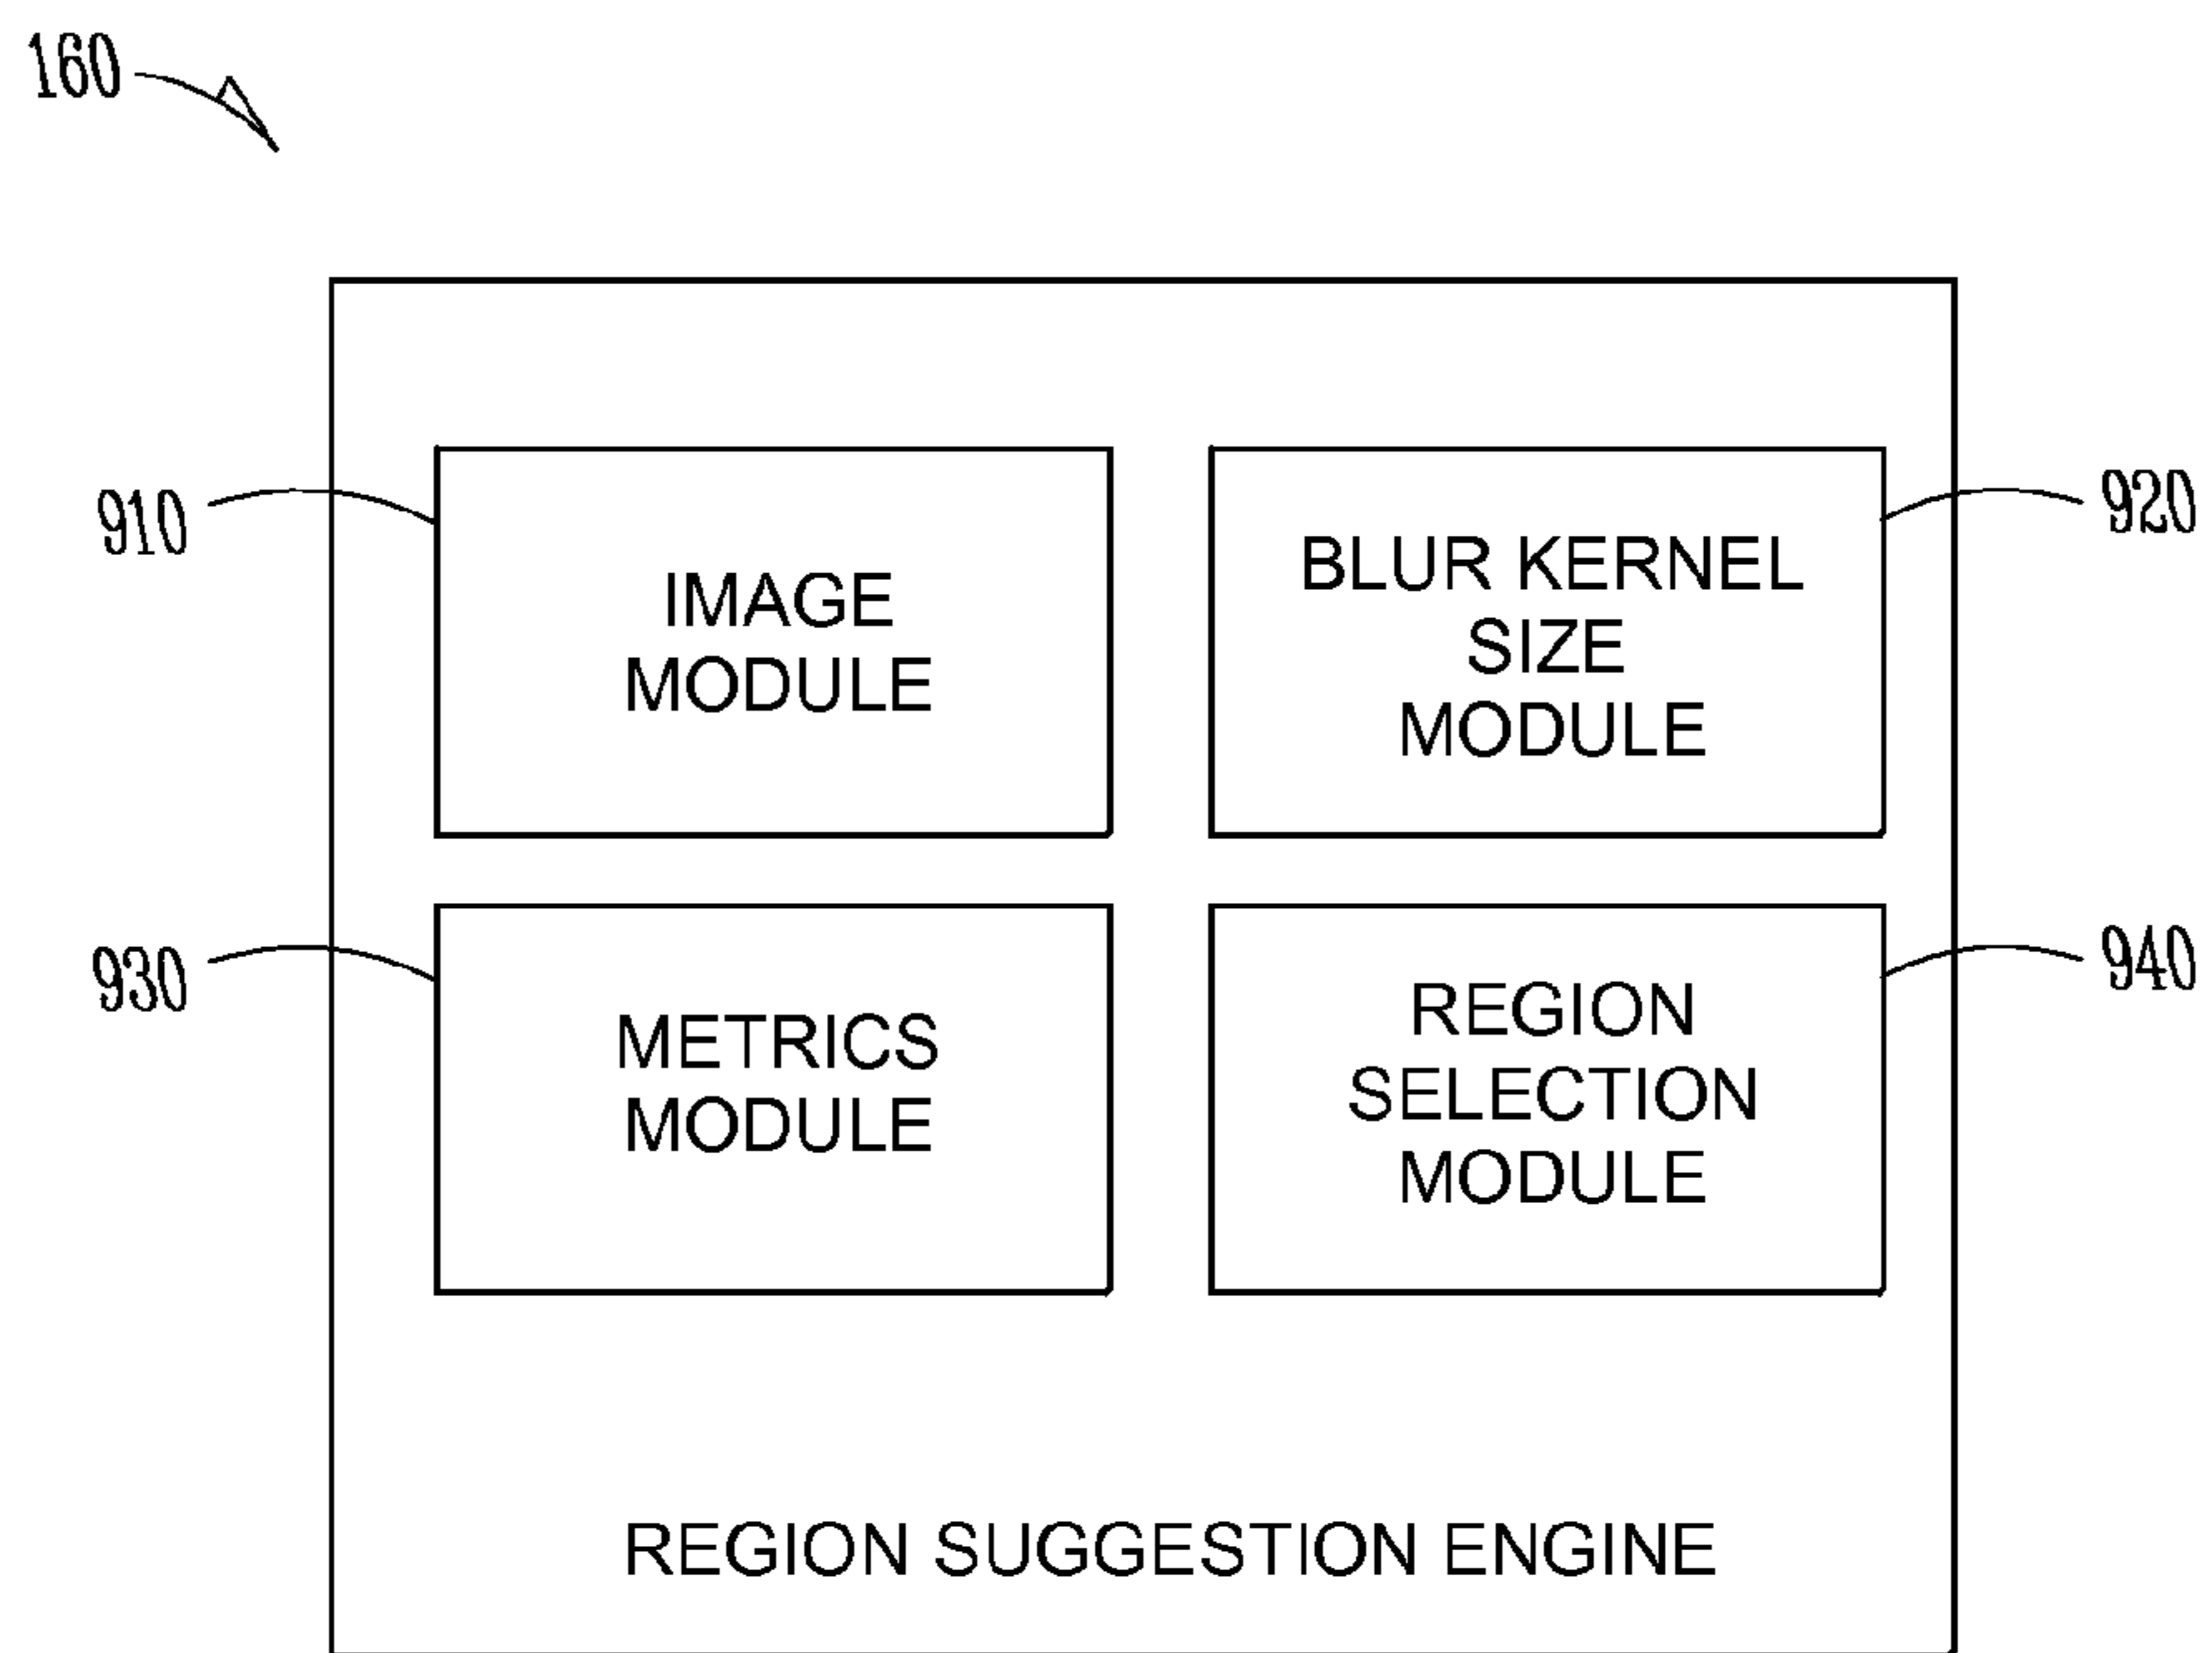 160
910
IMAGE
MODULE
BLUR KERNEL
SIZE
MODULE
920
930
METRICS
MODULE
REGION
SELECTION
MODULE
940
REGION SUGGESTION ENGINE